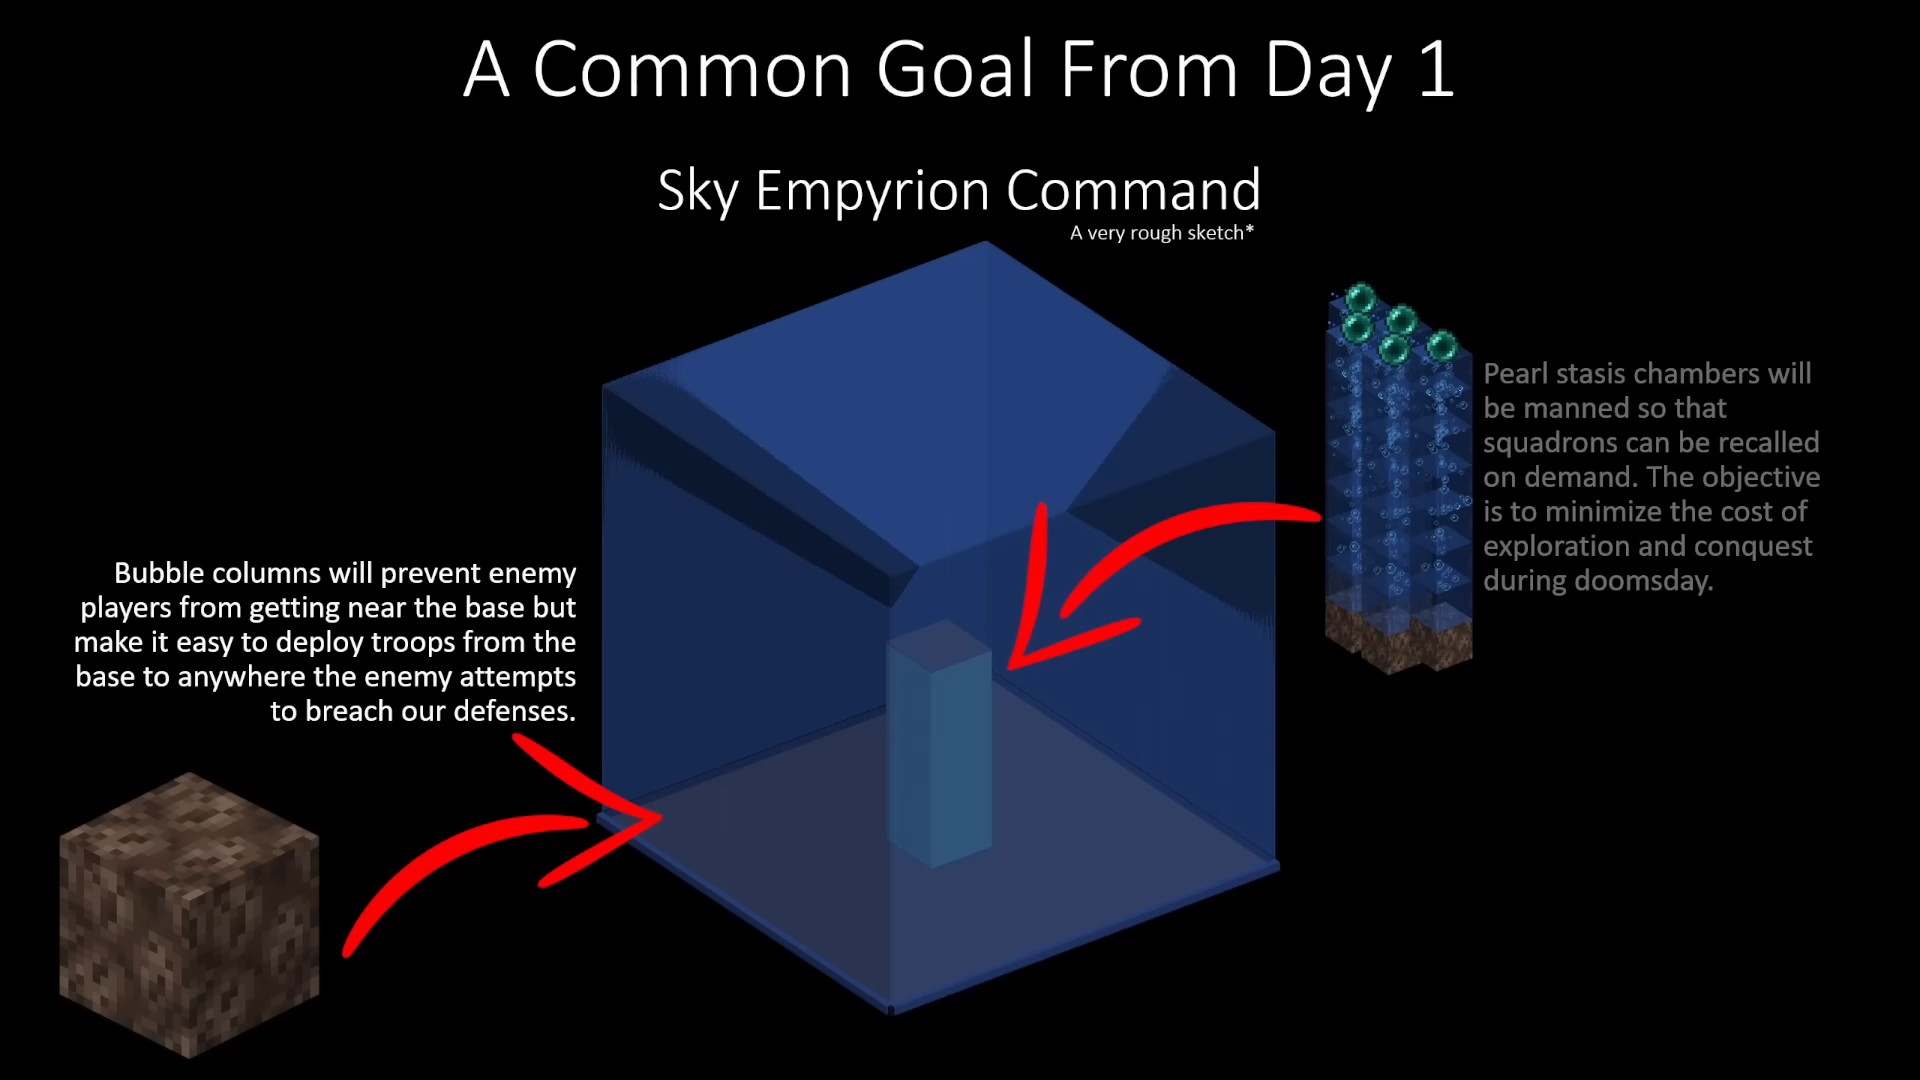 A Common Goal From Day 1
Sky Empyrion Command
A very rough sketch*
Bubble columns will prevent enemy
players from getting near the base but
make it easy to deploy troops from the
base to anywhere the enemy attempts
to breach our defenses.
Pearl stasis chambers will
be manned so that
squadrons can be recalled
on demand. The objective
is to minimize the cost of
exploration and conquest
during doomsday.